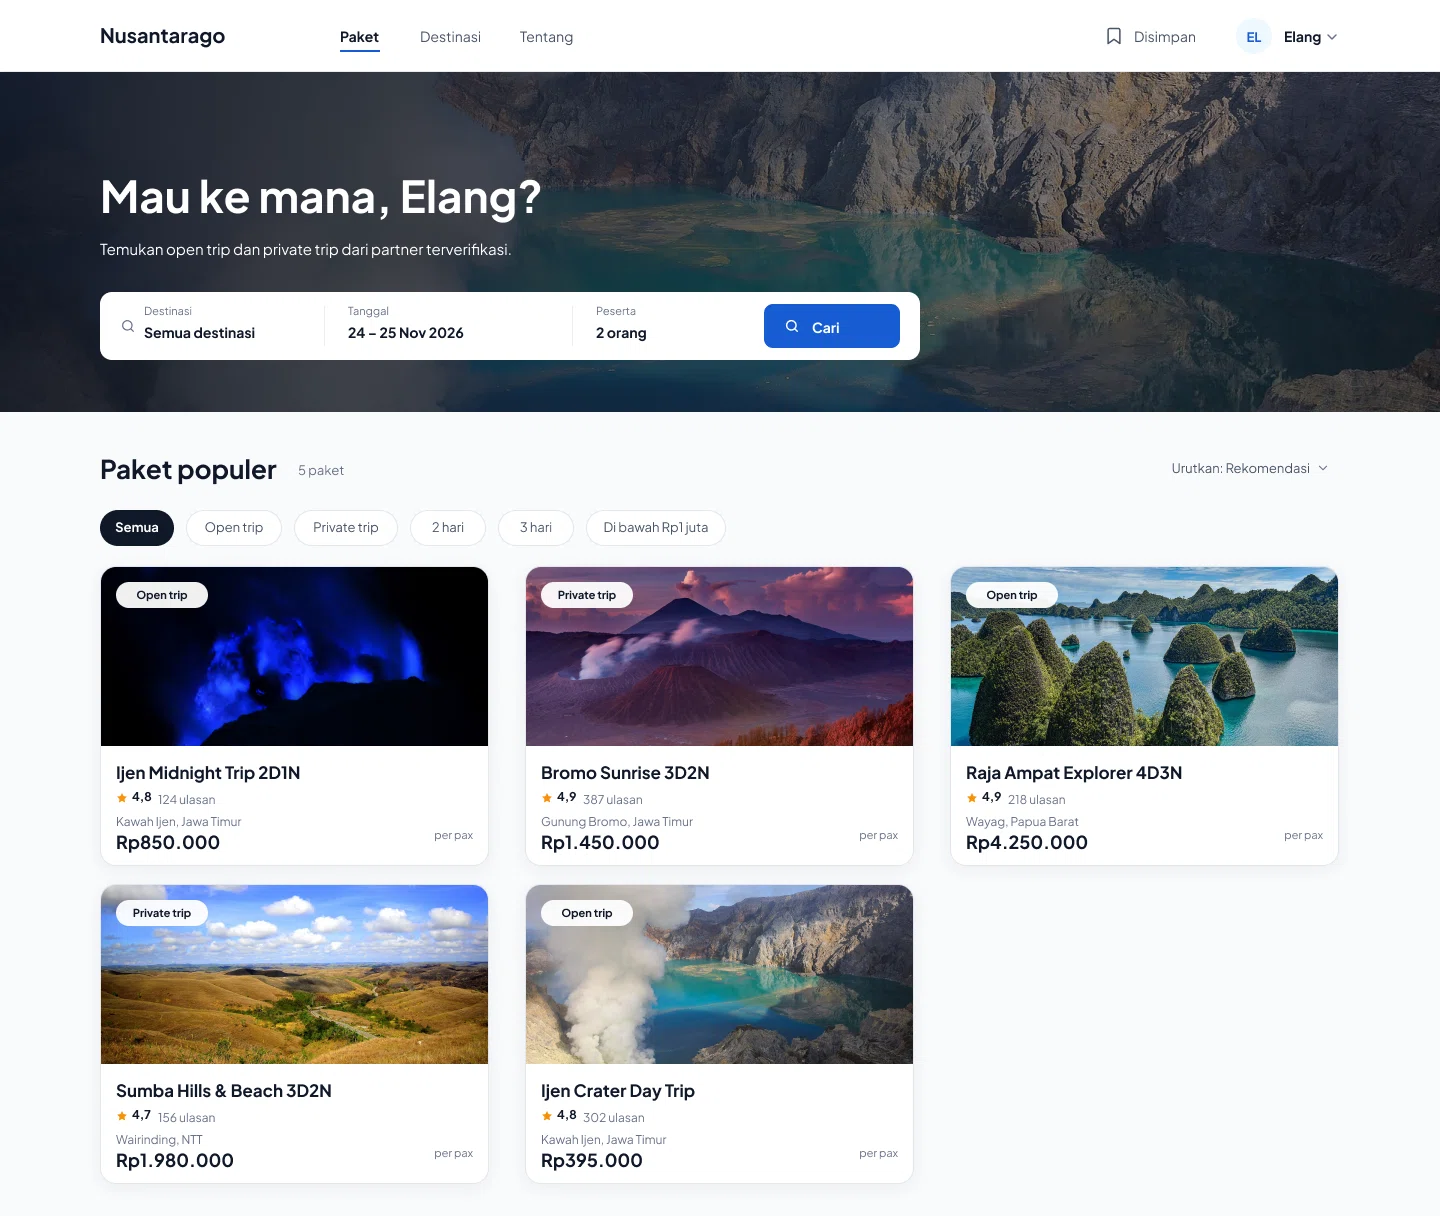 Nusantarago
Paket
Destinasi
Tentang
Disimpan
EL
Elang
Mau ke mana, Elang?
Temukan open trip dan private trip dari partner terverifikasi.
Destinasi
Semua destinasi
Tanggal
24 – 25 Nov 2026
Peserta
2 orang
Cari
Paket populer
5 paket
Urutkan: Rekomendasi
Semua
Open trip
Private trip
2 hari
3 hari
Di bawah Rp1 juta
Open trip
Ijen Midnight Trip 2D1N
4,8 124 ulasan
Kawah Ijen, Jawa Timur
Rp850.000
per pax
Private trip
Bromo Sunrise 3D2N
4,9 387 ulasan
Gunung Bromo, Jawa Timur
Rp1.450.000
per pax
Open trip
Raja Ampat Explorer 4D3N
4,9 218 ulasan
Wayag, Papua Barat
Rp4.250.000
per pax
Private trip
Sumba Hills & Beach 3D2N
4,7 156 ulasan
Wairinding, NTT
Rp1.980.000
per pax
Open trip
Ijen Crater Day Trip
4,8 302 ulasan
Kawah Ijen, Jawa Timur
Rp395.000
per pax